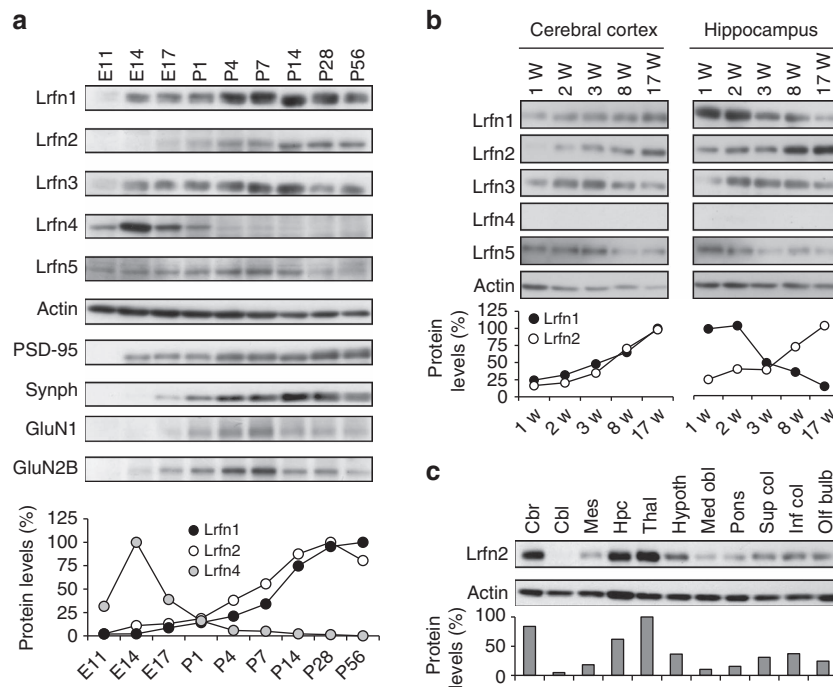 a
E11 E14 E17 P1 P4 P7 P14 P28 P56
Lrfn1
Lrfn2
Lrfn3
Lrfn4
Lrfn5
Actin
PSD-95
Synph
GluN1
GluN2B
Protein levels (%)
125
100
75
50
25
0
Lrfn1
Lrfn2
Lrfn4
E11 E14 E17 P1 P4 P7 P14 P28 P56
b
Cerebral cortex Hippocampus
1 W 2 W 3 W 8 W 17 W 1 W 2 W 3 W 8 W 17 W
Lrfn1
Lrfn2
Lrfn3
Lrfn4
Lrfn5
Actin
Protein
levels (%)
125
100
75
50
25
0
Lrfn1
Lrfn2
1 w 2 w 3 w 8 w 17 w 1 w 2 w 3 w 8 w 17 w
c
Cbr Cbl Mes Hpc Thal Hypoth Med obl Pons Sup col Inf col Olf bulb
Lrfn2
Actin
Protein
levels (%)
100
50
0